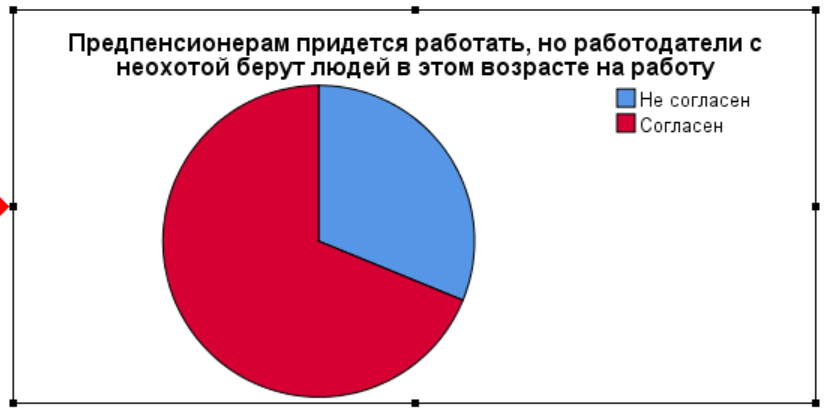 Предпенсионерам придется работать, но работодатели с
неохотой берут людей в этом возрасте на работу
Не согласен
Согласен